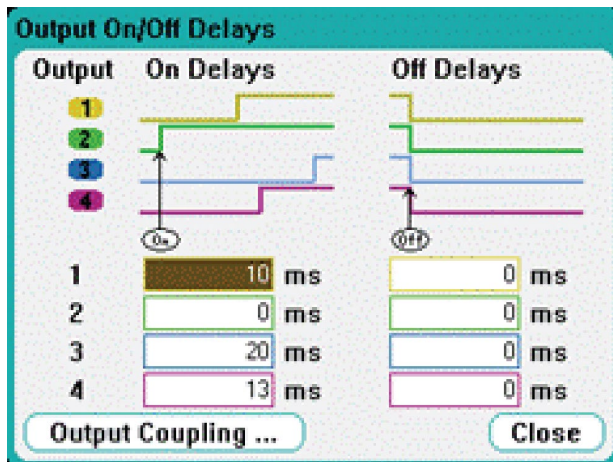 Output On/Off Delays
Output On Delays Off Delays
1
2
3
4
On Off
1 10 ms 0 ms
2 0 ms 0 ms
3 20 ms 0 ms
4 13 ms 0 ms
Output Coupling ... Close